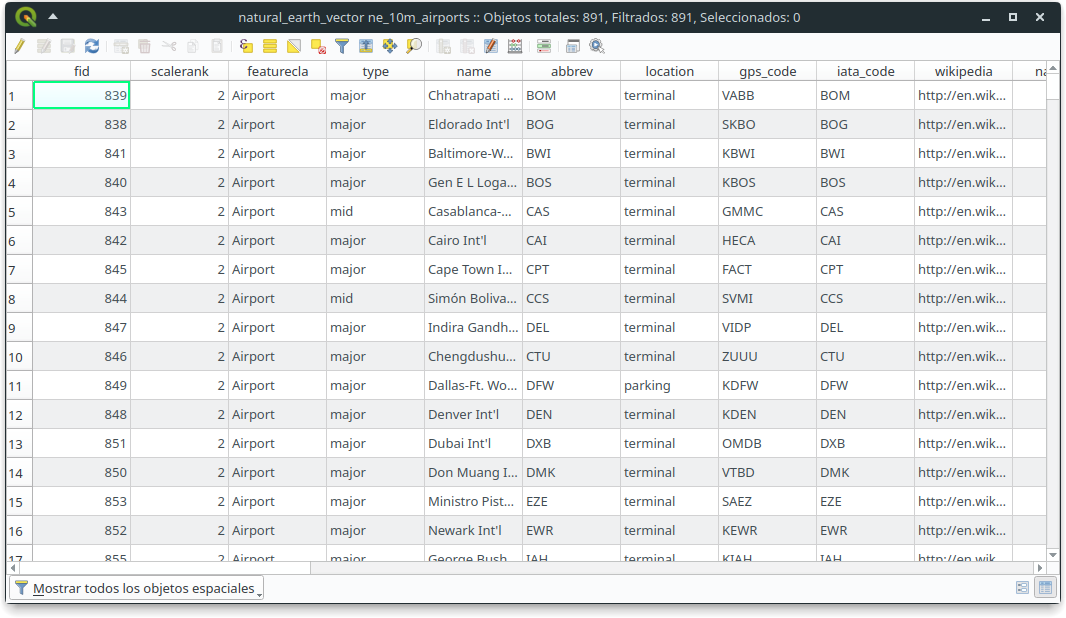 natural_earth_vector ne_10m_airports :: Objetos totales: 891, Filtrados: 891, Seleccionados: 0
fid scalerank featurecla type name abbrev location gps_code iata_code wikipedia na
1 839 2 Airport major Chhatrapati ... BOM terminal VABB BOM http://en.wik...
2 838 2 Airport major Eldorado Int'l BOG terminal SKBO BOG http://en.wik...
3 841 2 Airport major Baltimore-W... BWI terminal KBWI BWI http://en.wik...
4 840 2 Airport major Gen E L Loga... BOS terminal KBOS BOS http://en.wik...
5 843 2 Airport mid Casablanca-... CAS terminal GMMC CAS http://en.wik...
6 842 2 Airport major Cairo Int'l CAI terminal HECA CAI http://en.wik...
7 845 2 Airport major Cape Town I... CPT terminal FACT CPT http://en.wik...
8 844 2 Airport mid Simón Boliva... CCS terminal SVMI CCS http://en.wik...
9 847 2 Airport major Indira Gandh... DEL terminal VIDP DEL http://en.wik...
10 846 2 Airport major Chengdushu... CTU terminal ZUUU CTU http://en.wik...
11 849 2 Airport major Dallas-Ft. Wo... DFW parking KDFW DFW http://en.wik...
12 848 2 Airport major Denver Int'l DEN terminal KDEN DEN http://en.wik...
13 851 2 Airport major Dubai Int'l DXB terminal OMDB DXB http://en.wik...
14 850 2 Airport major Don Muang I... DMK terminal VTBD DMK http://en.wik...
15 853 2 Airport major Ministro Pist... EZE terminal SAEZ EZE http://en.wik...
16 852 2 Airport major Newark Int'l EWR terminal KEWR EWR http://en.wik...
17 855 2 Airport major George Bush... IAH terminal KIAH IAH http://en.wik...
Mostrar todos los objetos espaciales